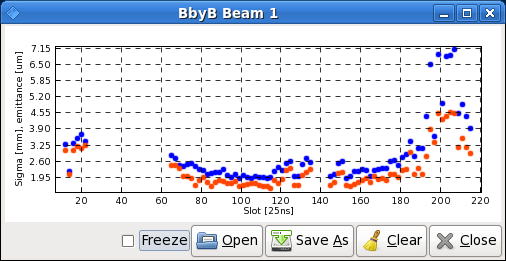 BbyB Beam 1
Sigma [mm], emittance [um]
7.15
6.50
5.85
5.20
4.55
3.90
3.25
2.60
1.95
20 40 60 80 100 120 140 160 180 200 220
Slot [25ns]
Freeze Open Save As Clear Close